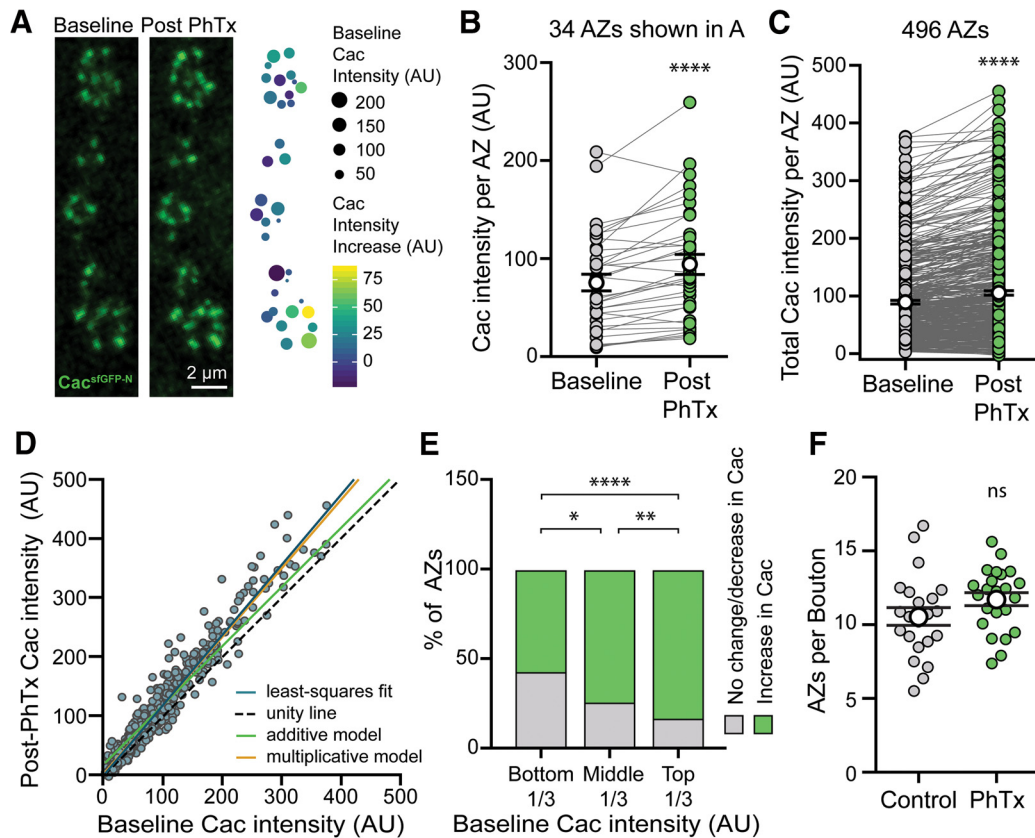 A
Baseline Post PhTx
Baseline
Cac
Intensity (AU)
200
150
100
50
Cac
Intensity
Increase (AU)
75
50
25
0
Cac^sfGFP-N
2 µm
B
34 AZs shown in A
****
Cac intensity per AZ (AU)
300
200
100
0
Baseline
Post
PhTx
C
496 AZs
****
Total Cac intensity per AZ (AU)
500
400
300
200
100
0
Baseline
Post
PhTx
D
Post-PhTx Cac intensity (AU)
500
400
300
200
100
0
least-squares fit
unity line
additive model
multiplicative model
0 100 200 300 400 500
Baseline Cac intensity (AU)
E
% of AZs
150
100
50
0
****
* **
Bottom Middle Top
1/3 1/3 1/3
Baseline Cac intensity (AU)
No change/decrease in Cac
Increase in Cac
F
AZs per Bouton
20
15
10
5
0
ns
Control PhTx